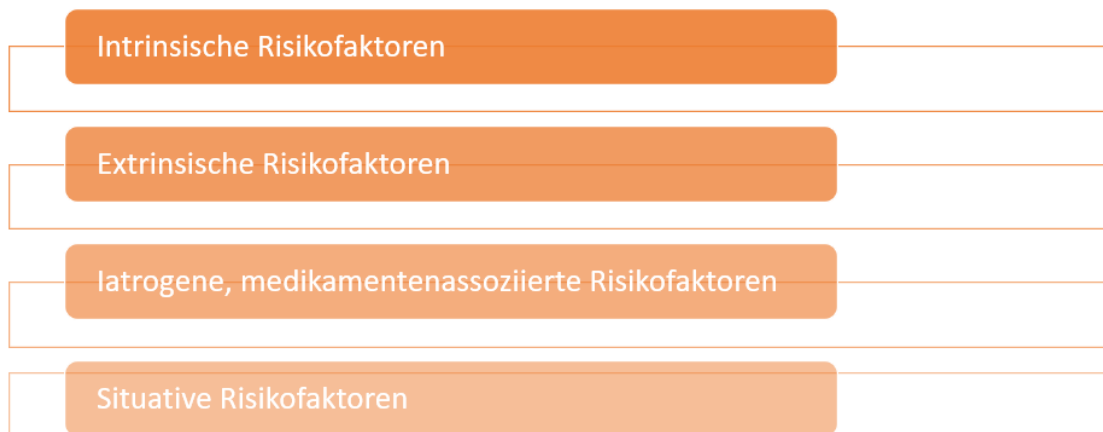 Intrinsische Risikofaktoren
Extrinsische Risikofaktoren
Iatrogene, medikamentenassoziierte Risikofaktoren
Situative Risikofaktoren